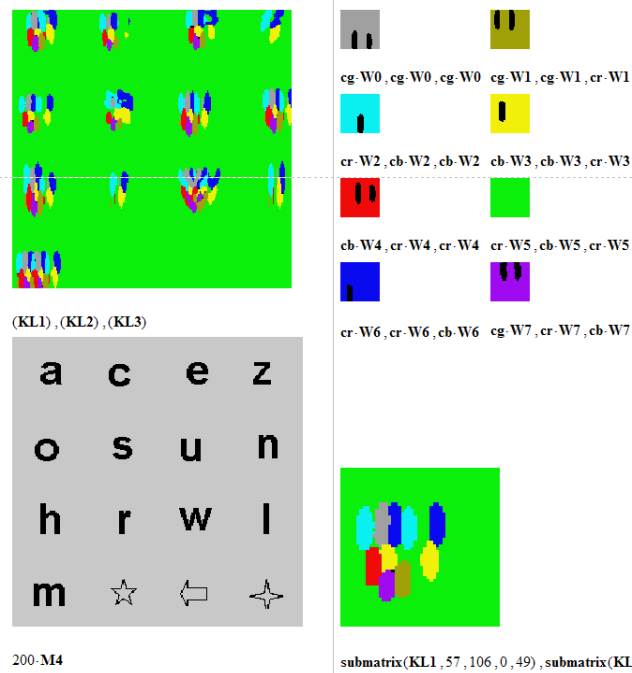 cg·W0 , cg·W0 , cg·W0 cg·W1 , cg·W1 , cr·W1
cr·W2 , cb·W2 , cb·W2 cb·W3 , cb·W3 , cr·W3
cb·W4 , cr·W4 , cr·W4 cr·W5 , cb·W5 , cr·W5
cr·W6 , cr·W6 , cb·W6 cg·W7 , cr·W7 , cb·W7
(KL1) , (KL2) , (KL3)
a c e z
o s u n
h r w l
m
200·M4
submatrix(KL1 , 57 , 106 , 0 , 49) , submatrix(KL